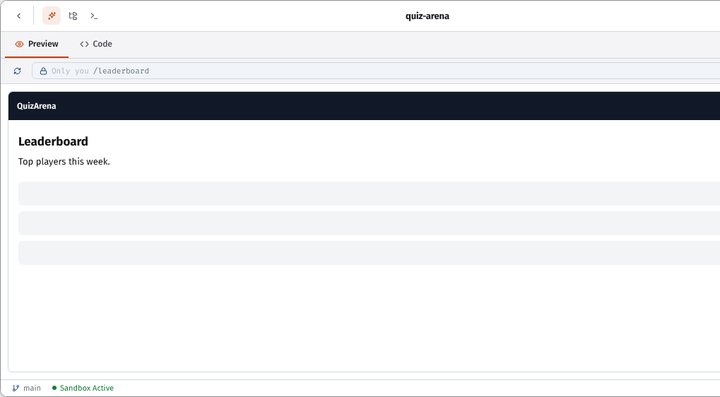 quiz-arena
Preview
Code
Only you /leaderboard
QuizArena
Leaderboard
Top players this week.
main
Sandbox Active